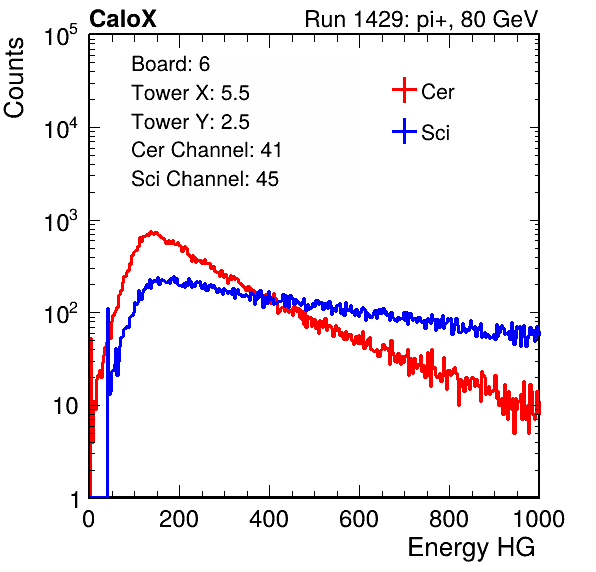 CaloX Run 1429: pi+, 80 GeV
Counts
10^5
10^4
10^3
10^2
10
1
Board: 6
Tower X: 5.5
Tower Y: 2.5
Cer Channel: 41
Sci Channel: 45
Cer
Sci
0 200 400 600 800 1000
Energy HG